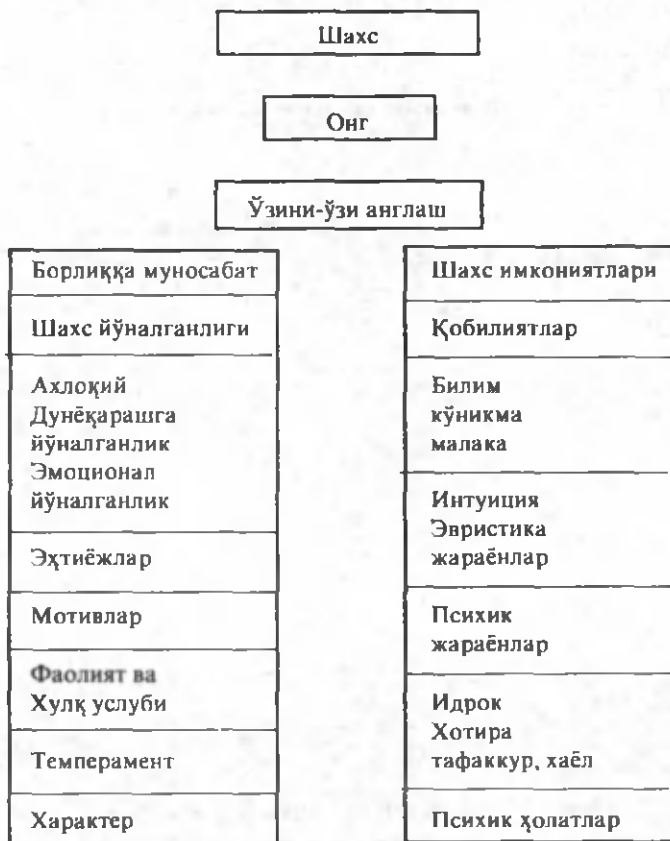 Шахс
Онг
Ўзини-ўзи англаш
Борлиққа муносабат
Шахс йўналганлиги
Ахлоқий
Дунёқарашга
йўналганлик
Эмоционал
йўналганлик
Эҳтиёжлар
Мотивлар
Фаолият ва
Хулқ услуби
Темперамент
Характер
Шахс имкониятлари
Қобилиятлар
Билим
кўникма
малака
Интуиция
Эвристика
жараёнлар
Психик
жараёнлар
Идрок
Хотира
тафаккур, хаёл
Психик ҳолатлар